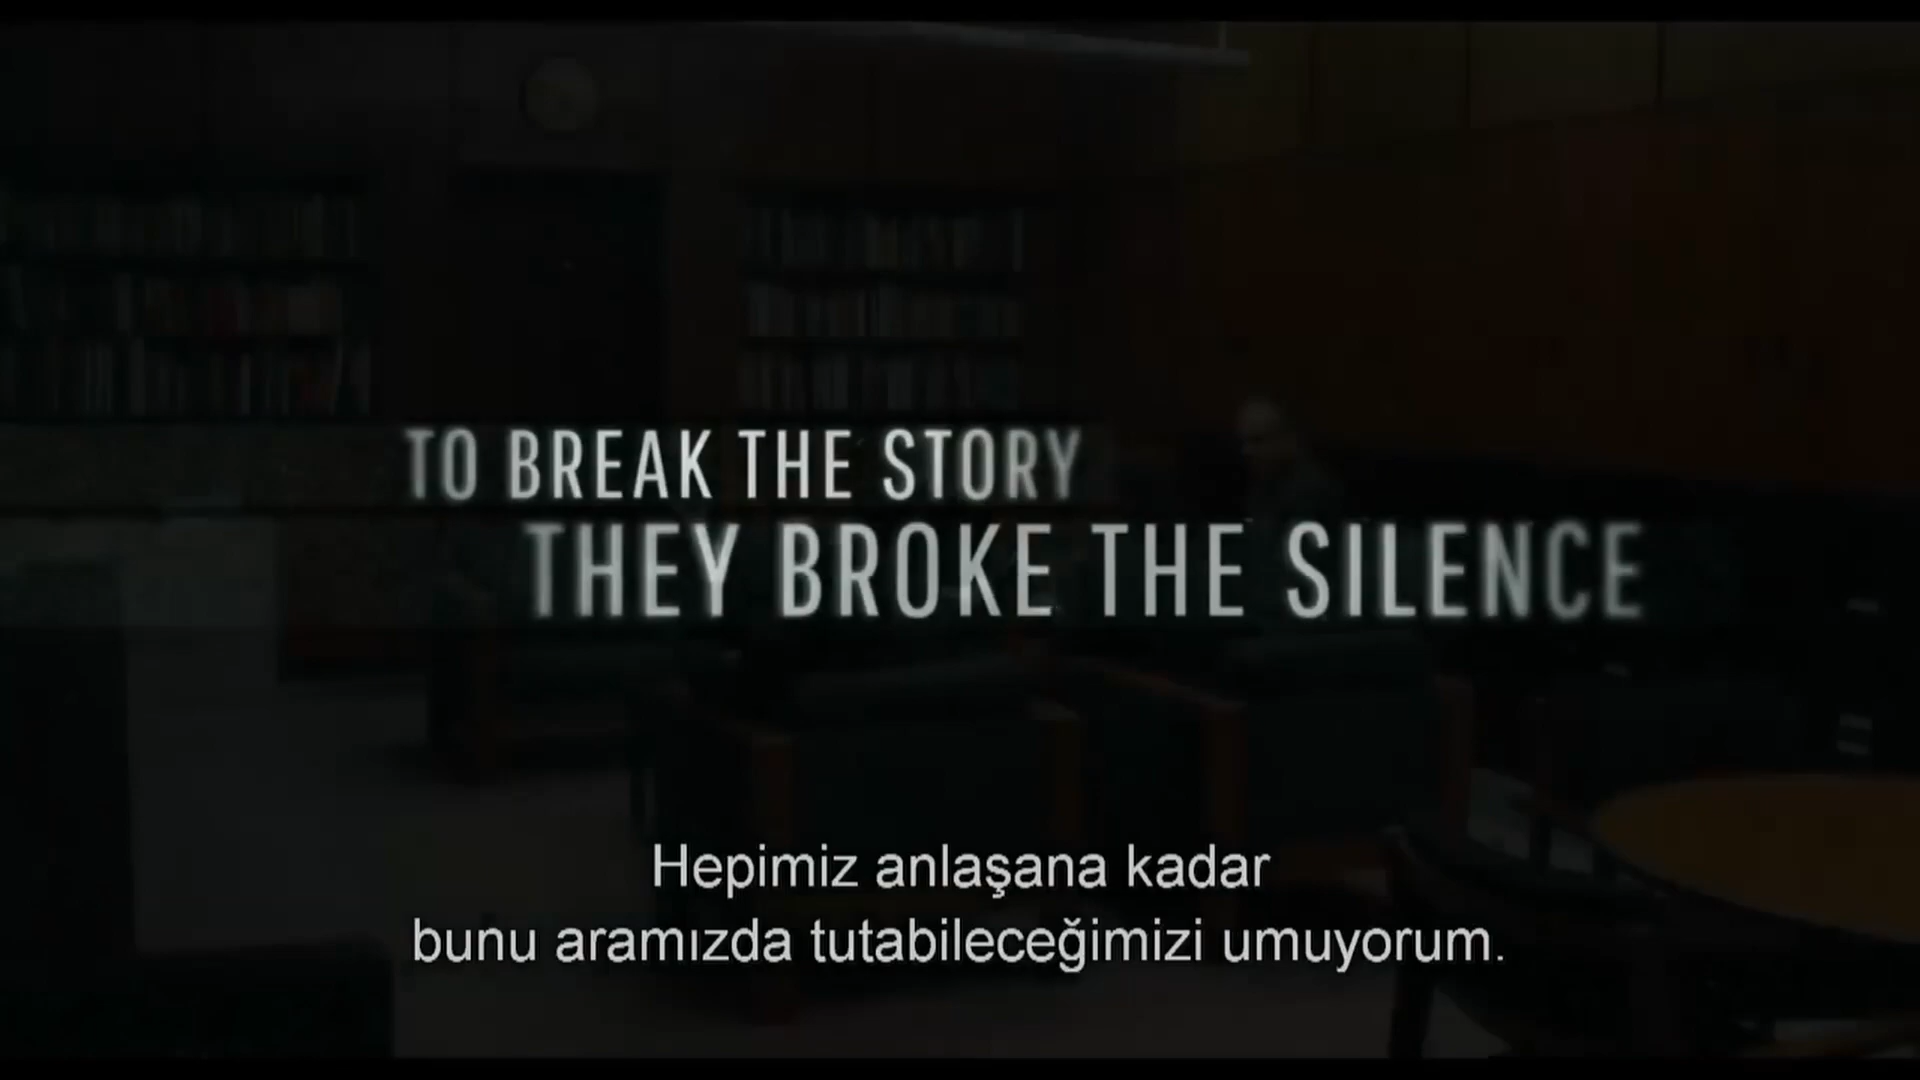 TO BREAK THE STORY
THEY BROKE THE SILENCE
Hepimiz anlaşana kadar
bunu aramızda tutabileceğimizi umuyorum.